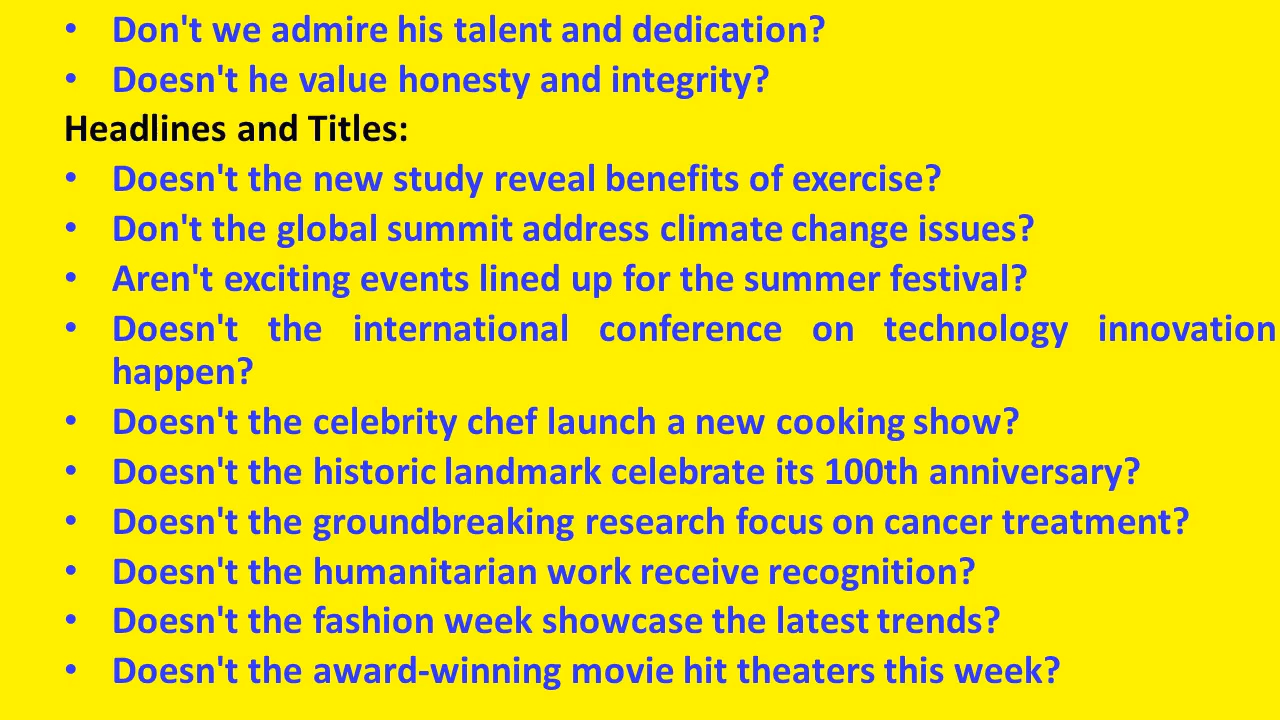 • Don't we admire his talent and dedication?
• Doesn't he value honesty and integrity?
Headlines and Titles:
• Doesn't the new study reveal benefits of exercise?
• Don't the global summit address climate change issues?
• Aren't exciting events lined up for the summer festival?
• Doesn't the international conference on technology innovation
happen?
• Doesn't the celebrity chef launch a new cooking show?
• Doesn't the historic landmark celebrate its 100th anniversary?
• Doesn't the groundbreaking research focus on cancer treatment?
• Doesn't the humanitarian work receive recognition?
• Doesn't the fashion week showcase the latest trends?
• Doesn't the award-winning movie hit theaters this week?